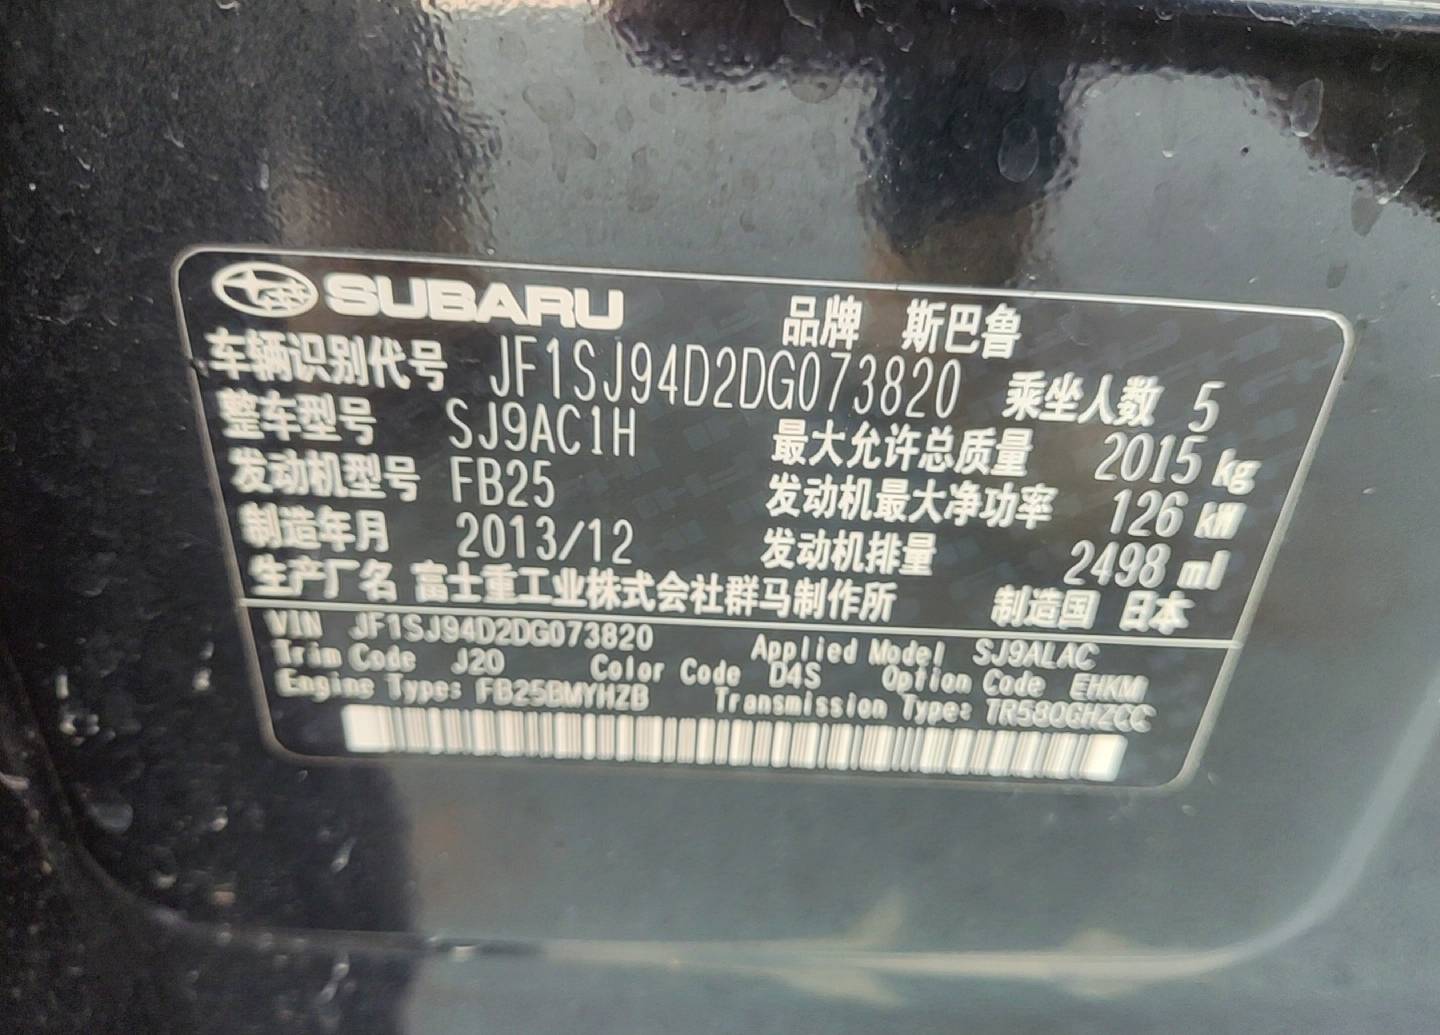 SUBARU 品牌 斯巴鲁
车辆识别代号 JF1SJ94D2DG073820 乘坐人数 5
整车型号 SJ9AC1H 最大允许总质量 2015 kg
发动机型号 FB25 发动机最大净功率 126 kW
制造年月 2013/12 发动机排量 2498 ml
生产厂名 富士重工业株式会社群马制作所 制造国 日本
VIN JF1SJ94D2DG073820 Applied Model SJ9ALAC
Trim Code J20 Color Code D4S Option Code EHKM
Engine Type: FB25BMYHZB Transmission Type: TR580GHZCC